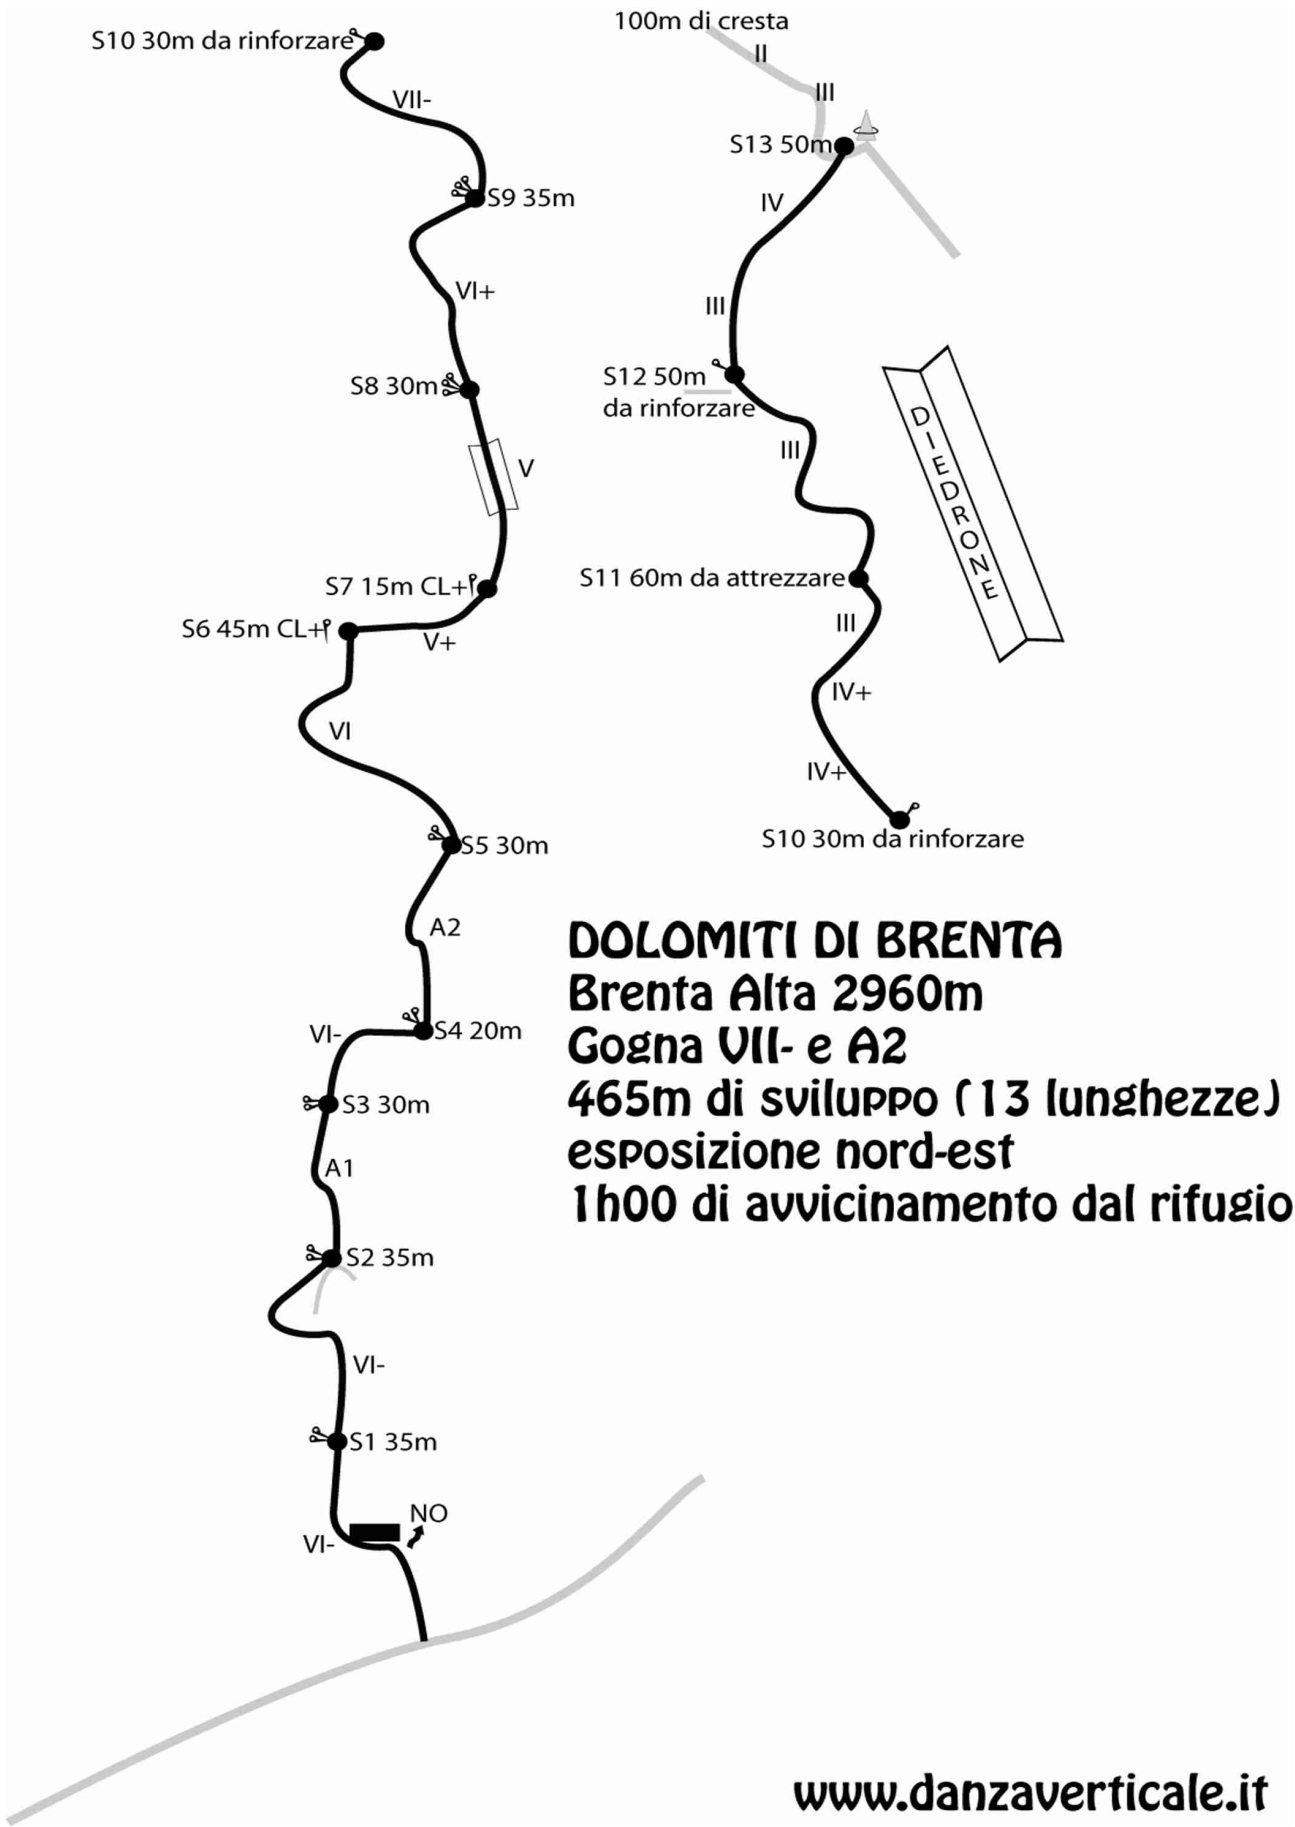 S10 30m da rinforzare
VII-
S9 35m
VI+
S8 30m
V
S7 15m CL+
S6 45m CL+
V+
VI
S5 30m
A2
S4 20m
VI-
S3 30m
A1
S2 35m
VI-
S1 35m
NO
VI-
100m di cresta
II
III
S13 50m
IV
III
S12 50m
da rinforzare
III
DIEDRONE
S11 60m da attrezzare
III
IV+
IV+
S10 30m da rinforzare
DOLOMITI DI BRENTA
Brenta Alta 2960m
Gogna VII- e A2
465m di sviluppo (13 lunghezze)
esposizione nord-est
1h00 di avvicinamento dal rifugio
www.danzaverticale.it